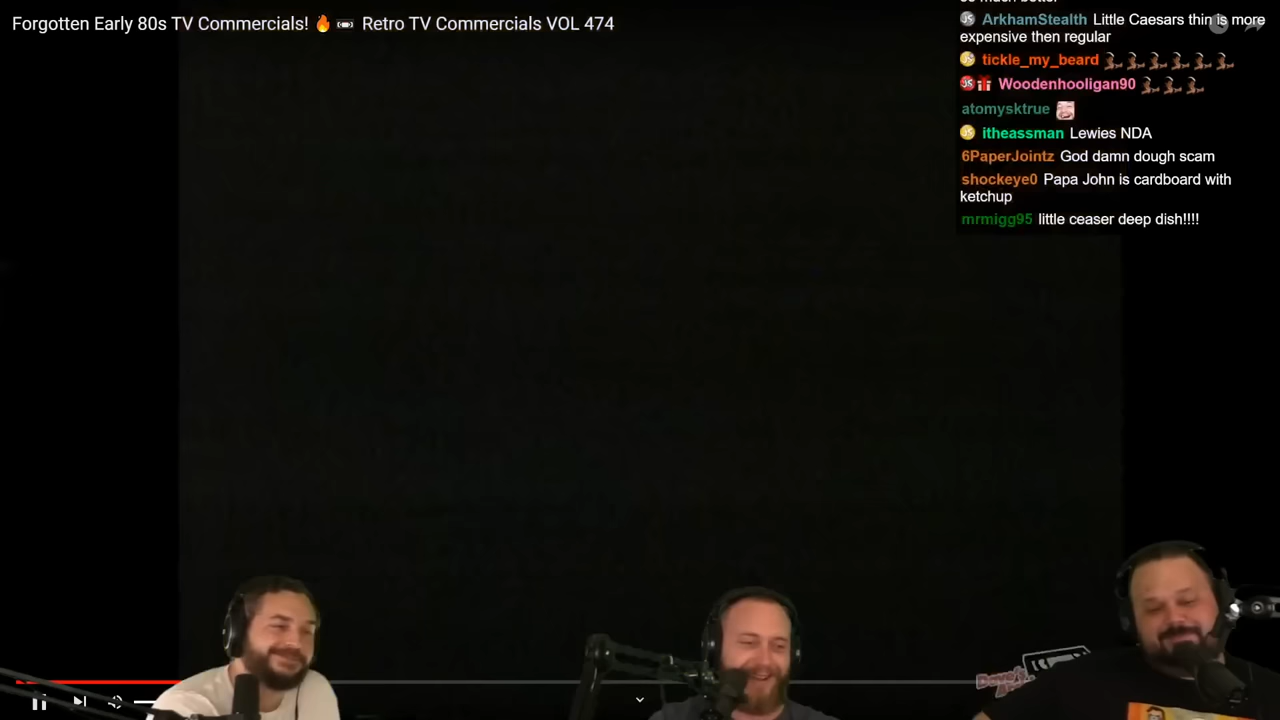 Forgotten Early 80s TV Commercials! 🔥 📼 Retro TV Commercials VOL 474
ArkhamStealth Little Caesars thin is more
expensive then regular
tickle_my_beard
Woodenhooligan90
atomysktrue
itheassman Lewies NDA
6PaperJointz God damn dough scam
shockeye0 Papa John is cardboard with
ketchup
mrmigg95 little ceaser deep dish!!!!